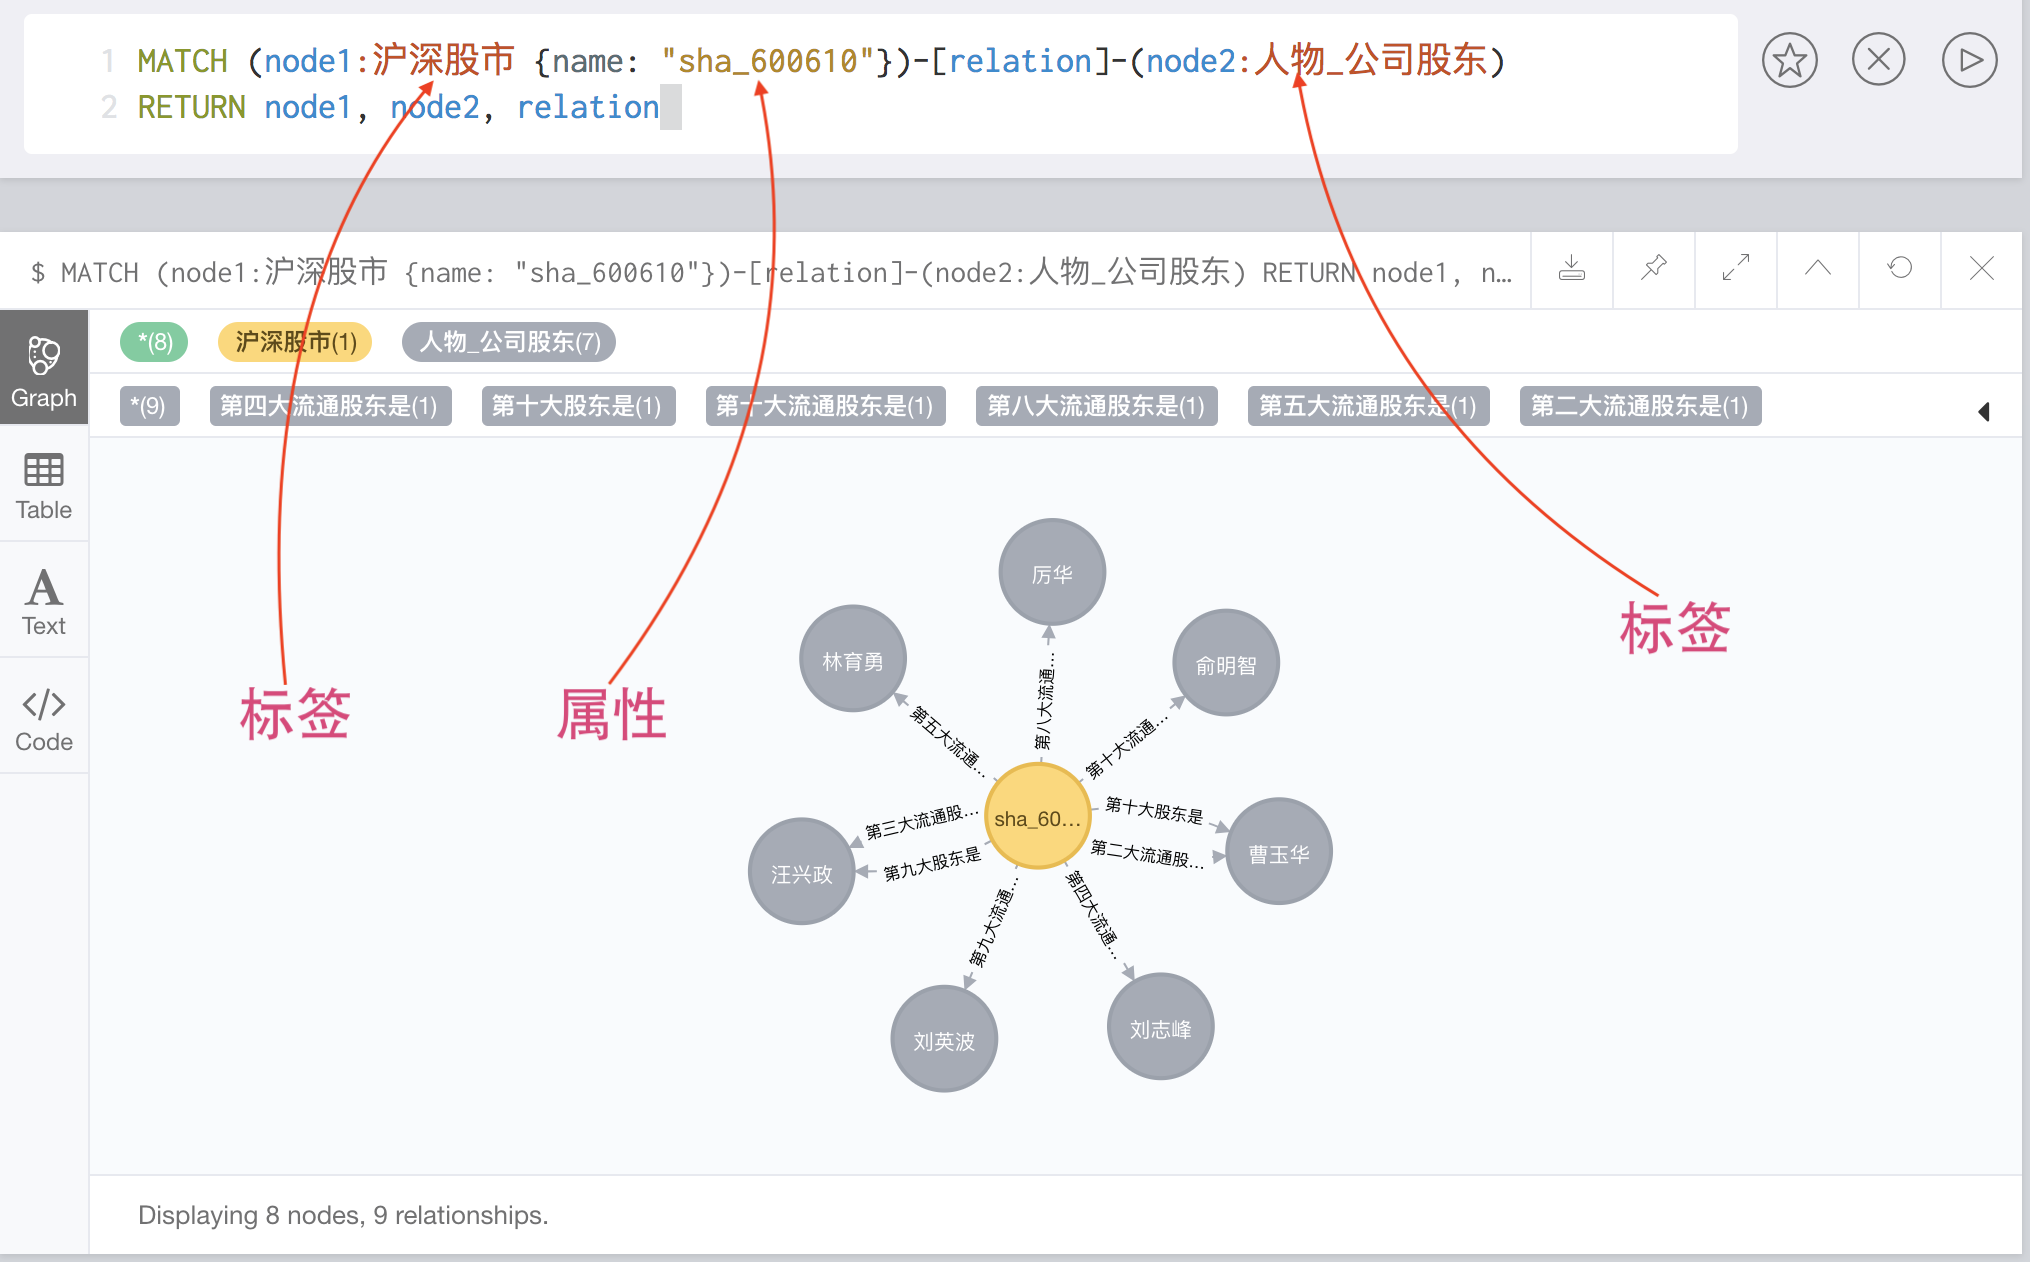 1 MATCH (node1:沪深股市 {name: "sha_600610"})-[relation]-(node2:人物_公司股东)
2 RETURN node1, node2, relation
$ MATCH (node1:沪深股市 {name: "sha_600610"})-[relation]-(node2:人物_公司股东) RETURN node1, n…
*(8) 沪深股市(1) 人物_公司股东(7)
*(9) 第四大流通股东是(1) 第十大股东是(1) 第十大流通股东是(1) 第八大流通股东是(1) 第五大流通股东是(1) 第二大流通股东是(1)
Graph
Table
Text
Code
标签
属性
标签
厉华
林育勇
俞明智
第八大流通…
第五大流通…
第十大流通…
sha_60…
第十大股东是
第三大流通股…
第二大流通股…
第九大股东是
曹玉华
汪兴政
第九大流通…
第四大流通…
刘英波
刘志峰
Displaying 8 nodes, 9 relationships.